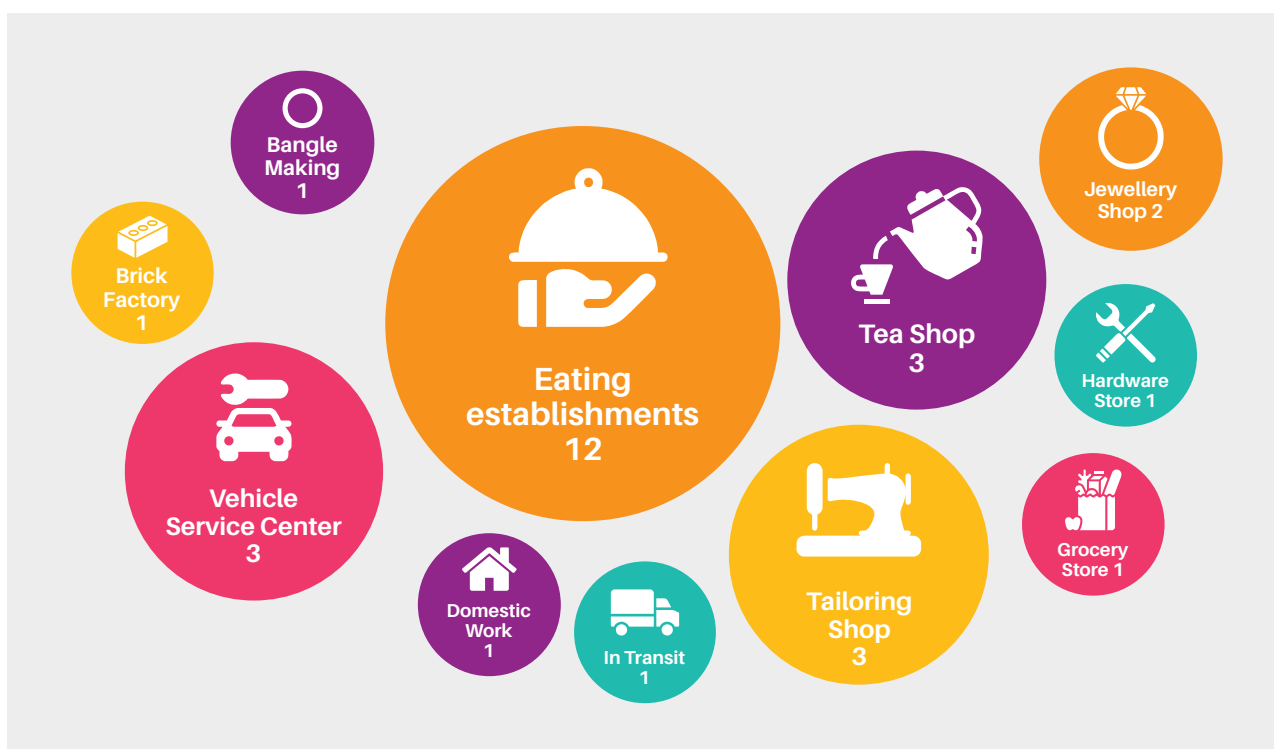 Bangle
Making
1
Brick
Factory
1
Vehicle
Service Center
3
Eating
establishments
12
Domestic
Work
1
In Transit
1
Tea Shop
3
Tailoring
Shop
3
Jewellery
Shop 2
Hardware
Store 1
Grocery
Store 1